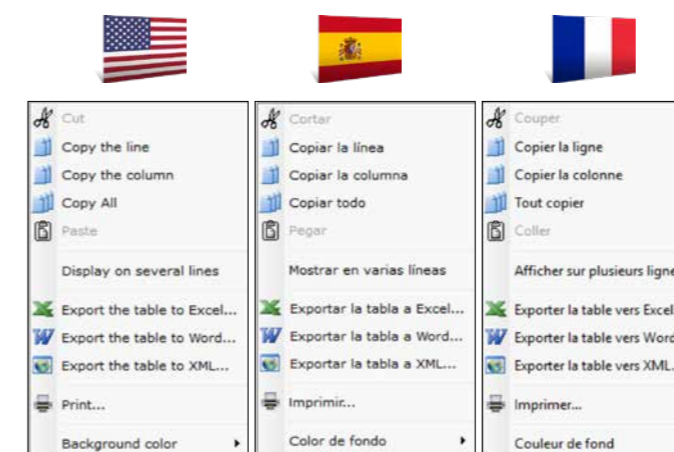 Cut
Copy the line
Copy the column
Copy All
Paste
Display on several lines
Export the table to Excel...
Export the table to Word...
Export the table to XML...
Print...
Background color
Cortar
Copiar la línea
Copiar la columna
Copiar todo
Pegar
Mostrar en varias líneas
Exportar la tabla a Excel...
Exportar la tabla a Word...
Exportar la tabla a XML...
Imprimir...
Color de fondo
Couper
Copier la ligne
Copier la colonne
Tout copier
Coller
Afficher sur plusieurs ligne
Exporter la table vers Excel
Exporter la table vers Word
Exporter la table vers XML.
Imprimer...
Couleur de fond